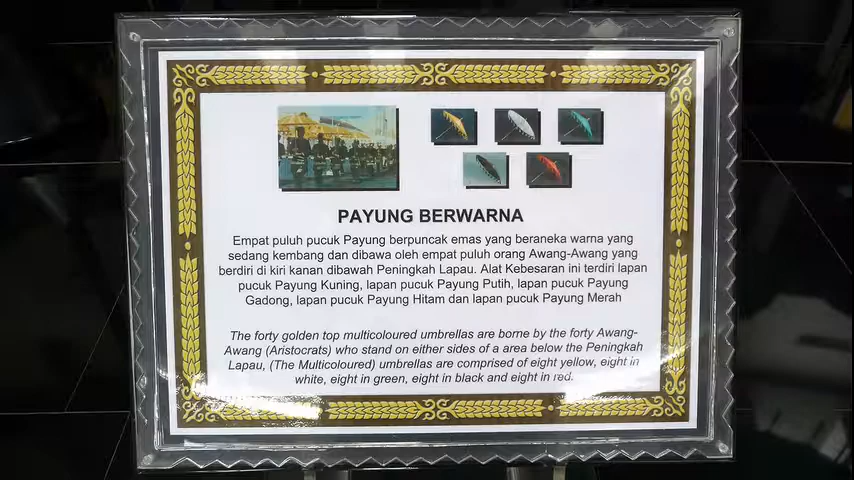 PAYUNG BERWARNA
Empat puluh pucuk Payung berpuncak emas yang beraneka warna yang
sedang kembang dan dibawa oleh empat puluh orang Awang-Awang yang
berdiri di kiri kanan dibawah Peningkah Lapau. Alat Kebesaran ini terdiri lapan
pucuk Payung Kuning, lapan pucuk Payung Putih, lapan pucuk Payung
Gadong, lapan pucuk Payung Hitam dan lapan pucuk Payung Merah
The forty golden top multicoloured umbrellas are borne by the forty Awang-
Awang (Aristocrats) who stand on either sides of a area below the Peningkah
Lapau, (The Multicoloured) umbrellas are comprised of eight yellow, eight in
white, eight in green, eight in black and eight in red.